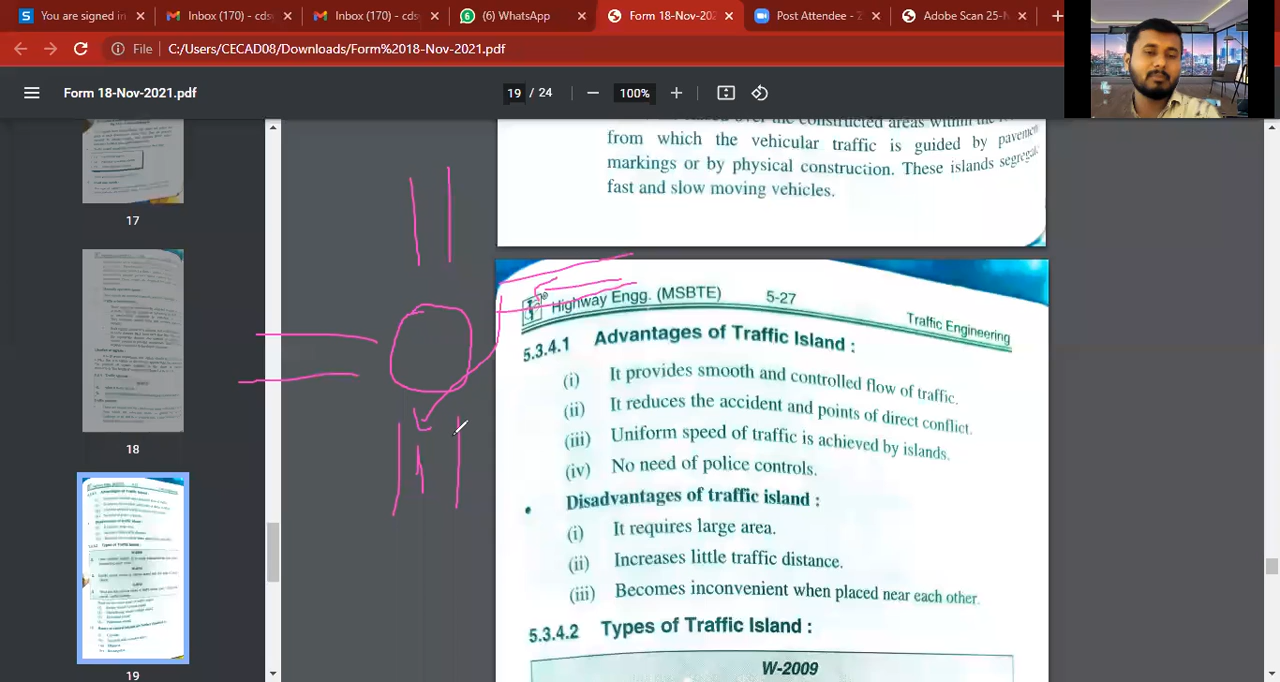 You are signed in
Inbox (170) - cds
Inbox (170) - cds
(6) WhatsApp
Form 18-Nov-202
Post Attendee - Z
Adobe Scan 25-N
File C:/Users/CECAD08/Downloads/Form%2018-Nov-2021.pdf
Form 18-Nov-2021.pdf
19 / 24
100%
17
18
19
over the constructed areas within the
from which the vehicular traffic is guided by pavement
markings or by physical construction. These islands segregate
fast and slow moving vehicles.
Highway Engg. (MSBTE) 5-27 Traffic Engineering
5.3.4.1 Advantages of Traffic Island :
(i) It provides smooth and controlled flow of traffic.
(ii) It reduces the accident and points of direct conflict.
(iii) Uniform speed of traffic is achieved by islands.
(iv) No need of police controls.
• Disadvantages of traffic island :
(i) It requires large area.
(ii) Increases little traffic distance.
(iii) Becomes inconvenient when placed near each other.
5.3.4.2 Types of Traffic Island :
W-2009